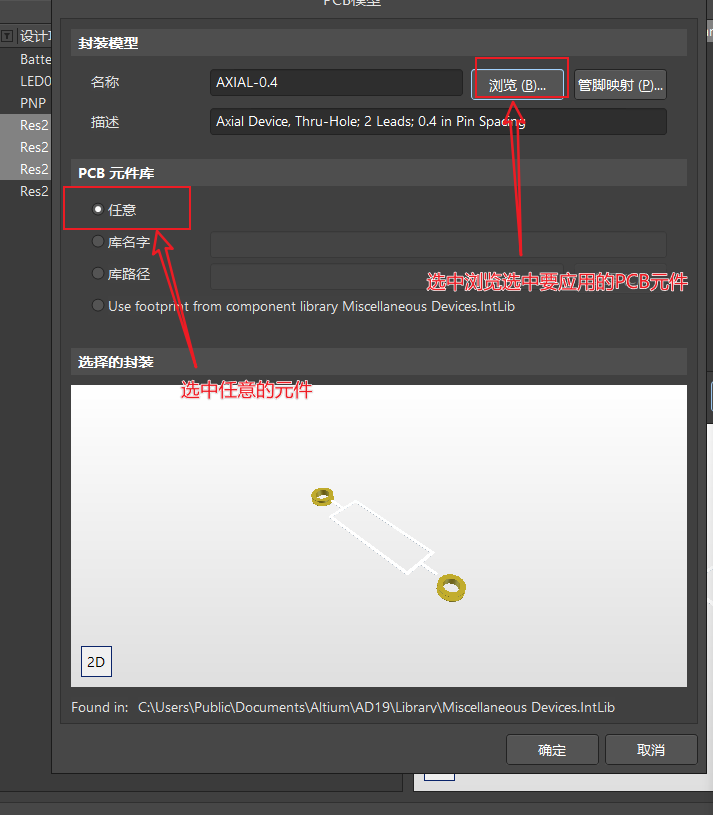 PCB模型
设计
封装模型
Batte
名称
AXIAL-0.4
浏览 (B)...
管脚映射 (P)...
LED0
PNP
描述
Axial Device, Thru-Hole; 2 Leads; 0.4 in Pin Spacing
Res2
Res2
Res2
Res2
PCB 元件库
任意
库名字
库路径
选中浏览选中要应用的PCB元件
Use footprint from component library Miscellaneous Devices.IntLib
选择的封装
选中任意的元件
2D
Found in: C:\Users\Public\Documents\Altium\AD19\Library\Miscellaneous Devices.IntLib
确定
取消